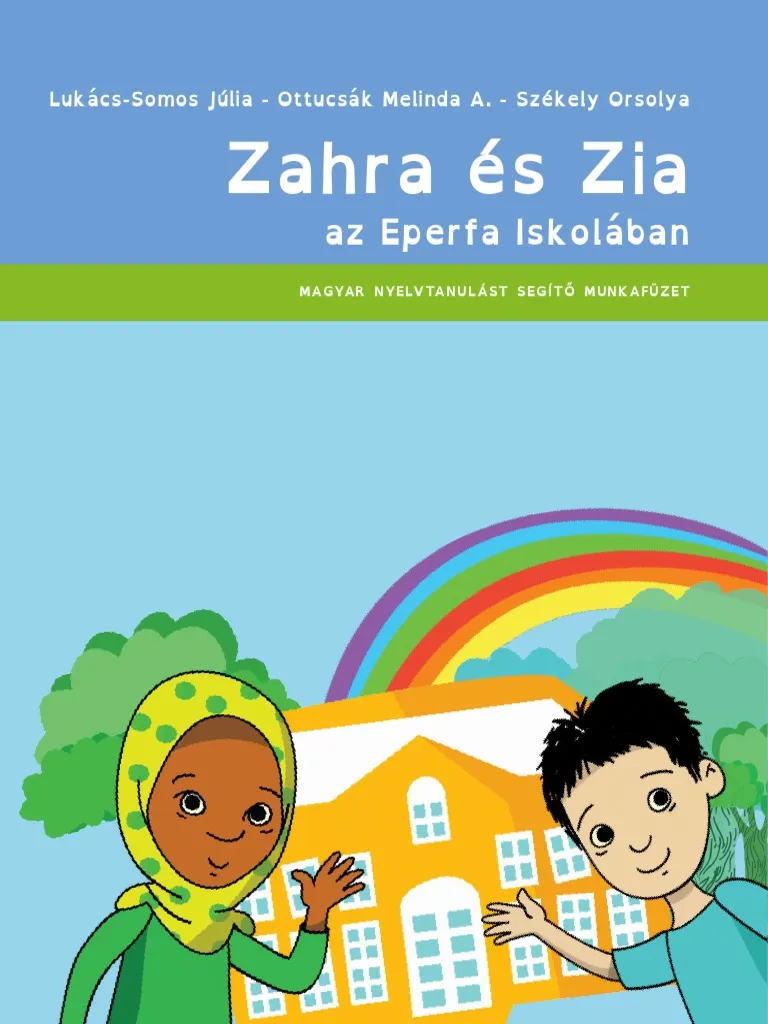 Lukács-Somos Júlia - Ottucsák Melinda A. - Székely Orsolya
Zahra és Zia
az Eperfa Iskolában
MAGYAR NYELVTANULÁST SEGÍTŐ MUNKAFÜZET